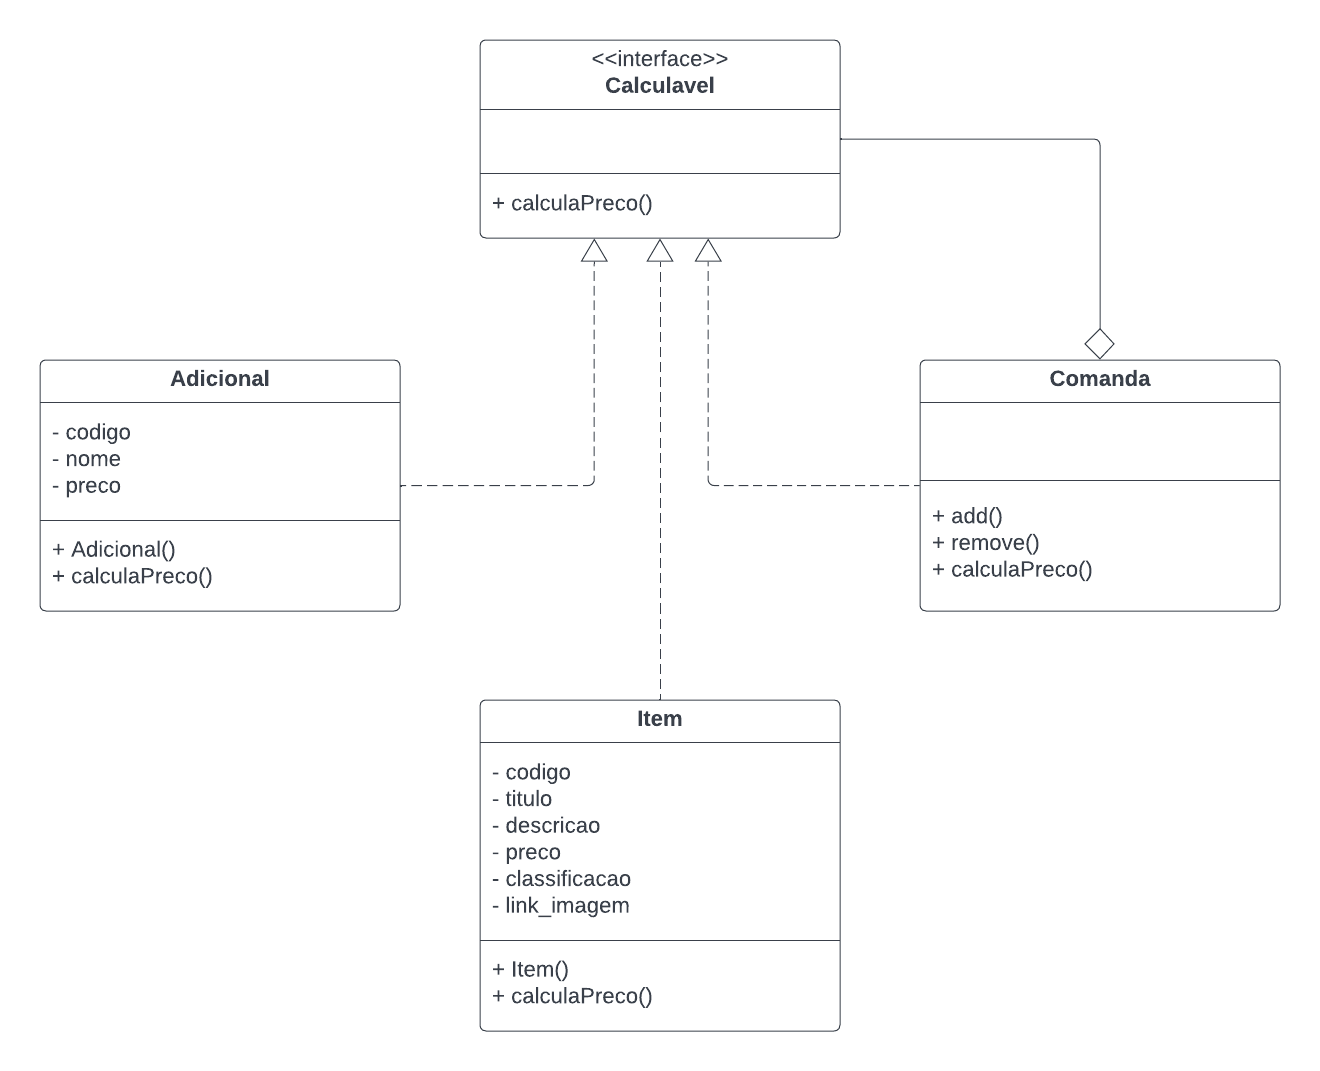 <<interface>>
Calculavel
+ calculaPreco()
Adicional
- codigo
- nome
- preco
+ Adicional()
+ calculaPreco()
Comanda
+ add()
+ remove()
+ calculaPreco()
Item
- codigo
- titulo
- descricao
- preco
- classificacao
- link_imagem
+ Item()
+ calculaPreco()